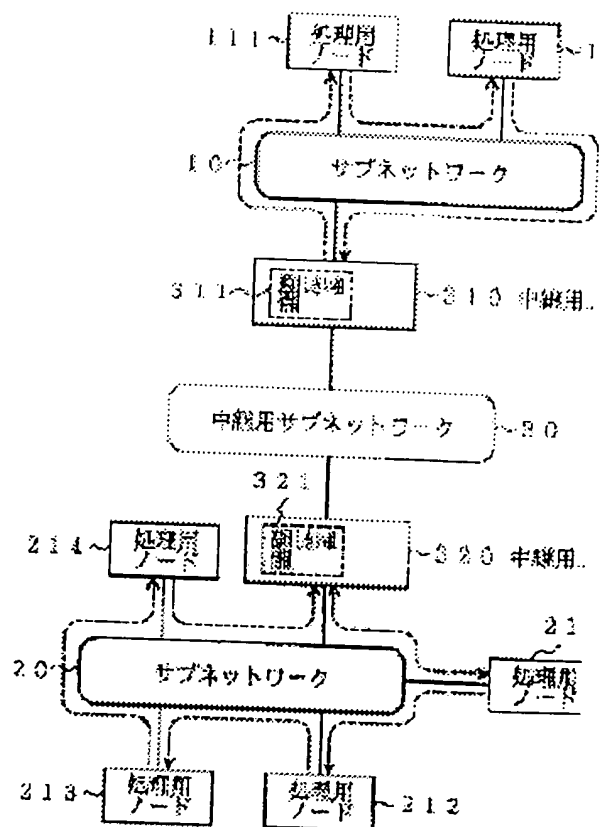 111
処理用
ノード
処理用
ノード
1
10
サブネットワーク
311
310 中継用..
中継用サブネットワーク
30
321
214
処理用
ノード
320 中継用..
21
20
サブネットワーク
処理用
ノード
213
処理用
ノード
処理用
ノード
212